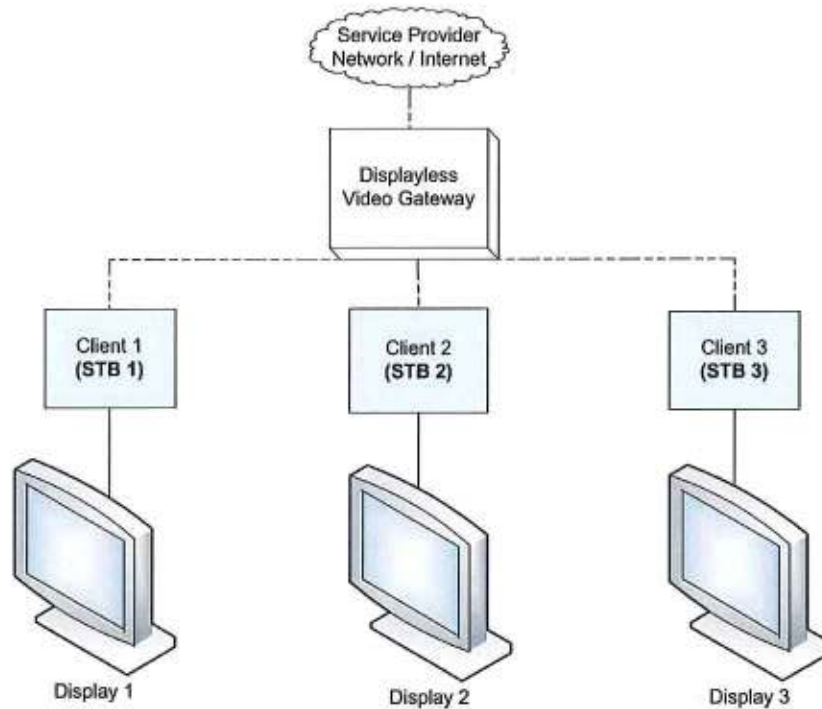 Service Provider
Network / Internet
Displayless
Video Gateway
Client 1
(STB 1)
Client 2
(STB 2)
Client 3
(STB 3)
Display 1
Display 2
Display 3